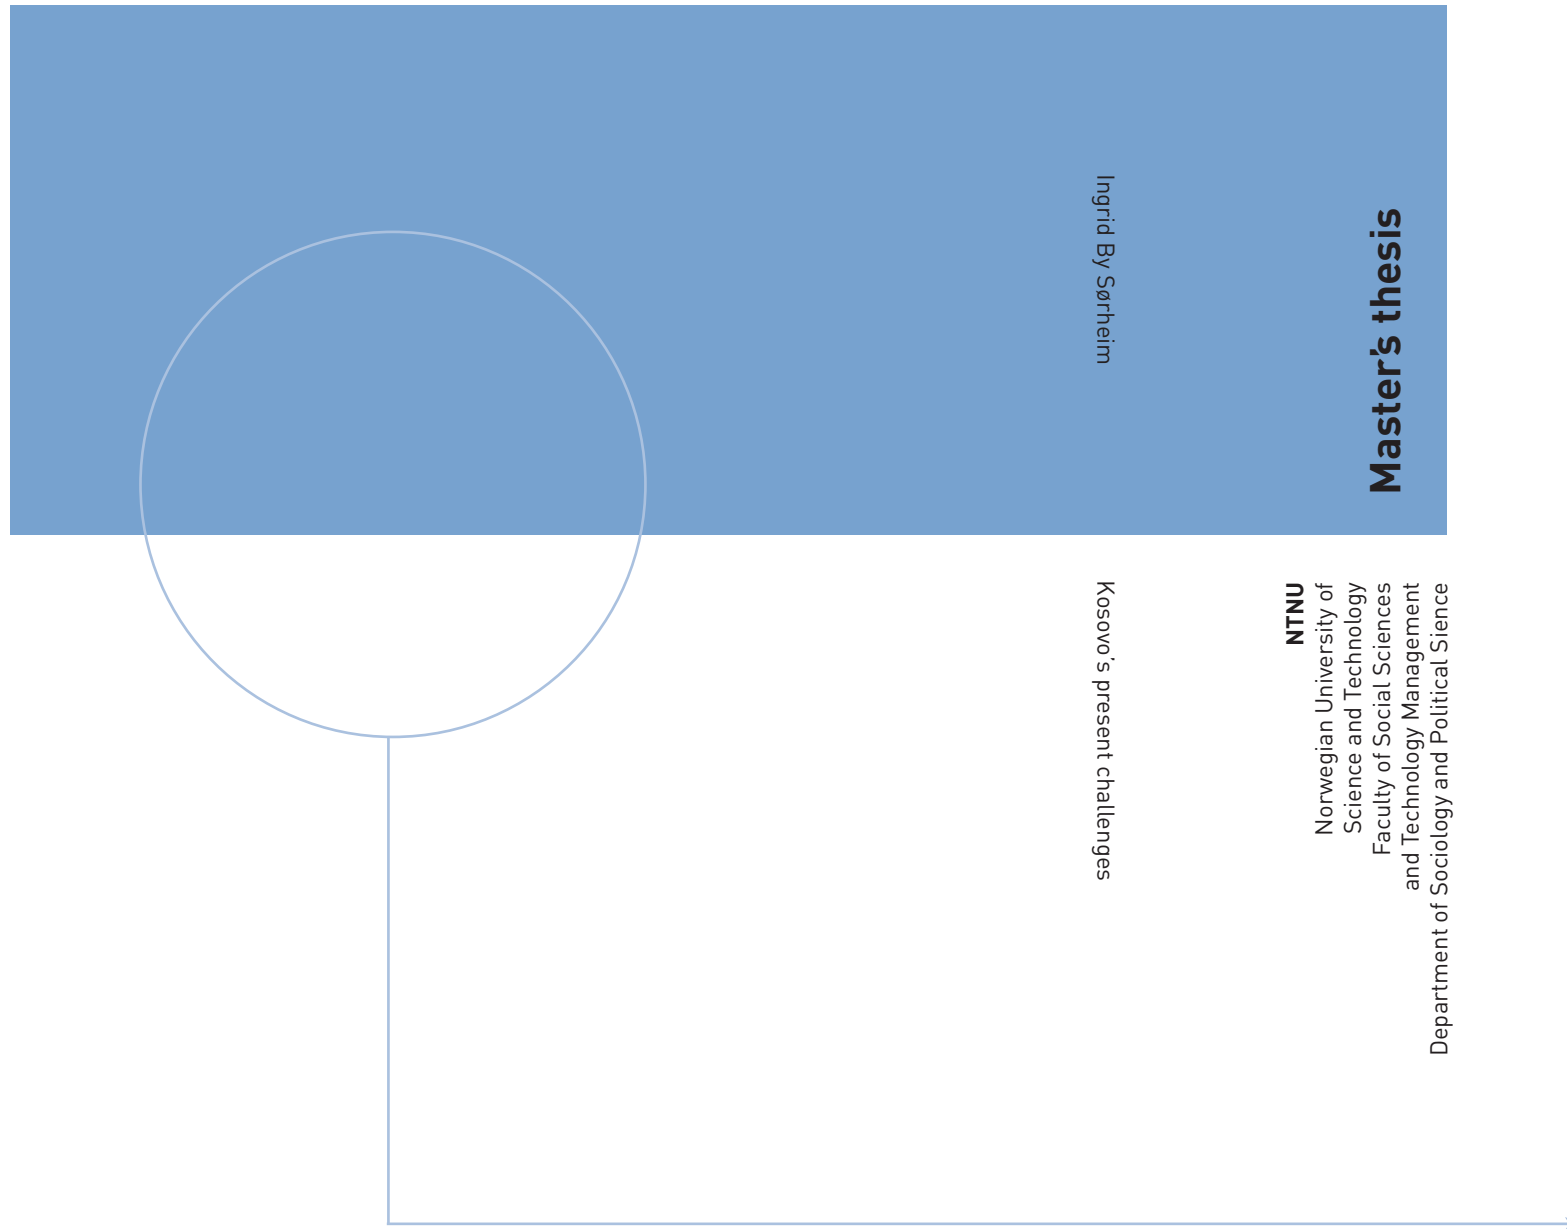 Ingrid By Sørheim
Kosovo's present challenges
Master's thesis
NTNU
Norwegian University of
Science and Technology
Faculty of Social Sciences
and Technology Management
Department of Sociology and Political Sience